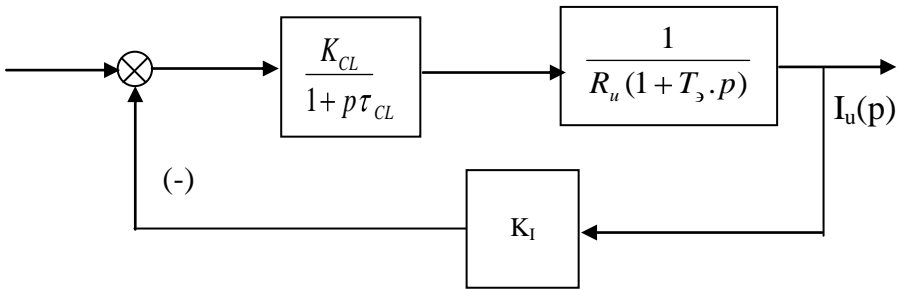 K_CL
1 + pτ_CL
1
R_u(1 + T_э.p)
I_u(p)
(-)
K_I